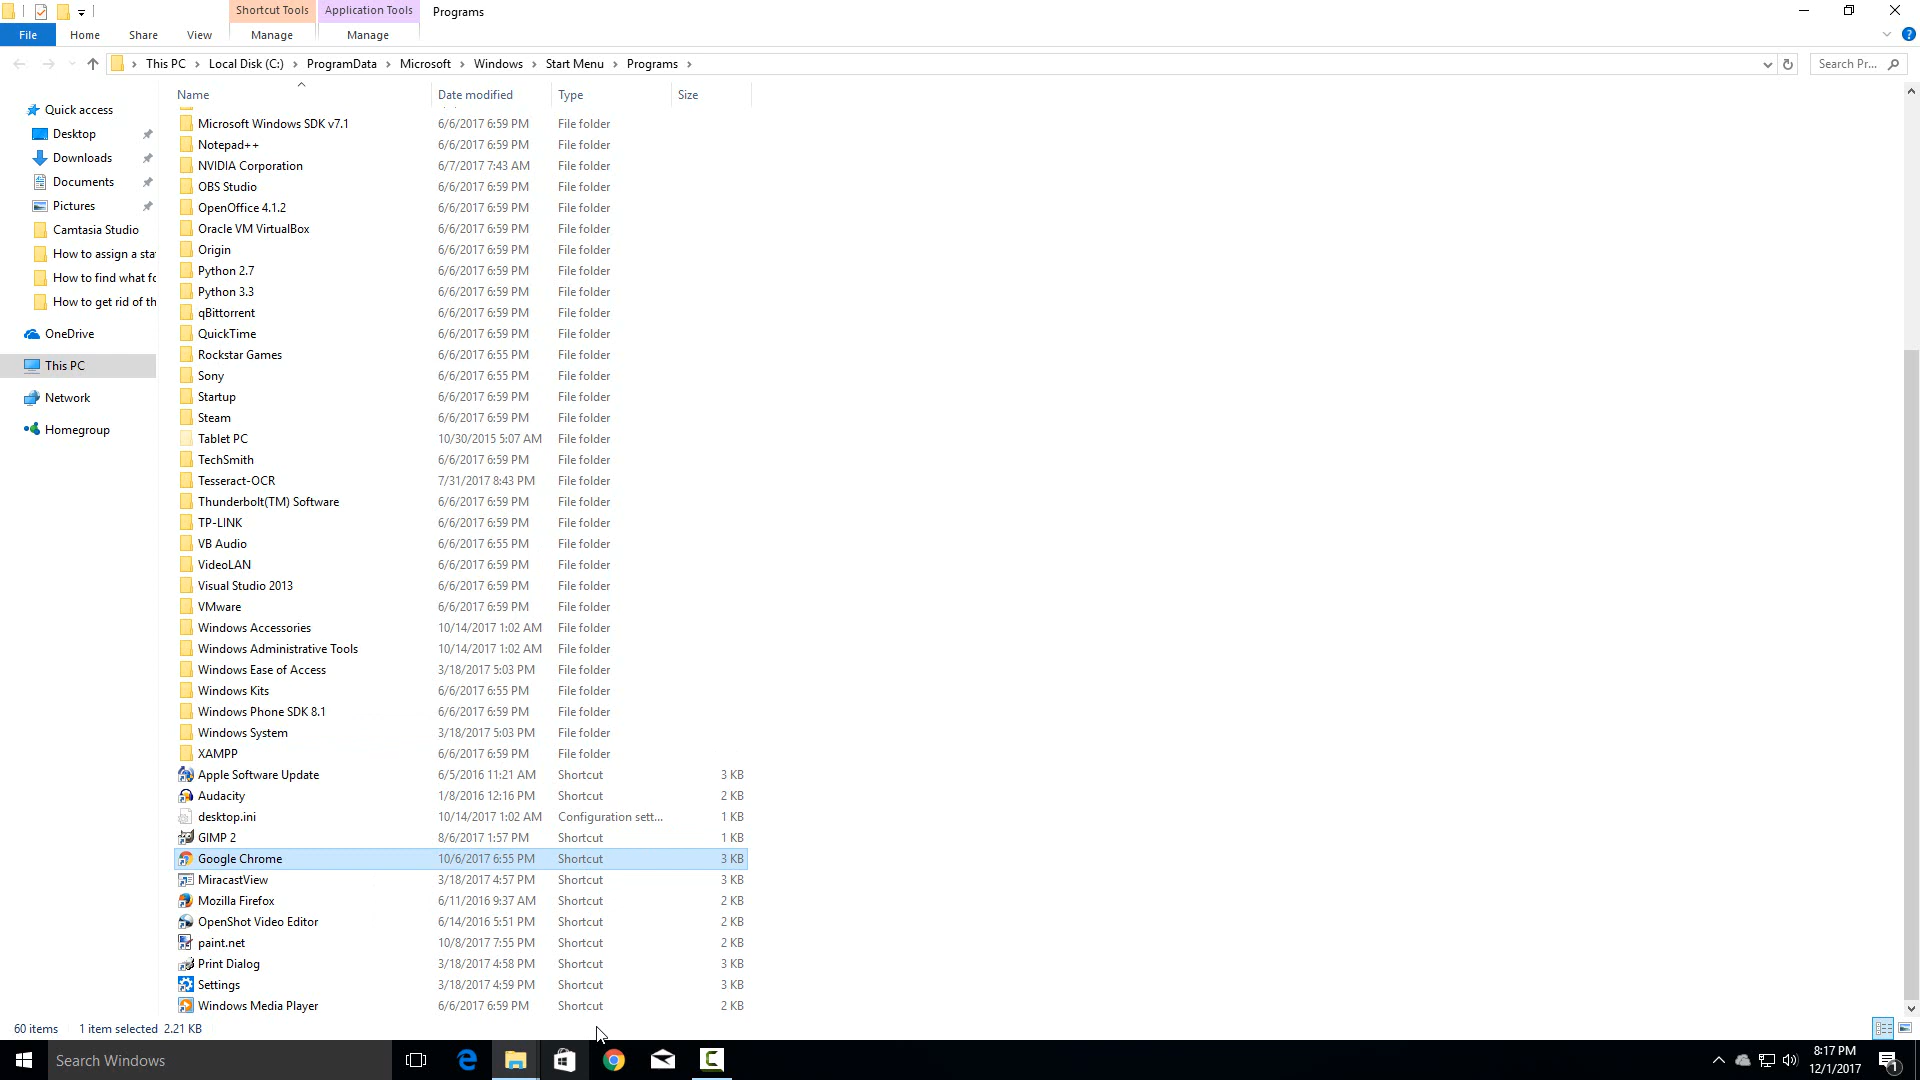 Shortcut Tools Application Tools Programs
File Home Share View Manage Manage
This PC Local Disk (C:) ProgramData Microsoft Windows Start Menu Programs Search Pr...
Name Date modified Type Size
Quick access
Desktop
Downloads
Documents
Pictures
Camtasia Studio
How to assign a sta
How to find what fo
How to get rid of th
OneDrive
This PC
Network
Homegroup
Microsoft Windows SDK v7.1 6/6/2017 6:59 PM File folder
Notepad++ 6/6/2017 6:59 PM File folder
NVIDIA Corporation 6/7/2017 7:43 AM File folder
OBS Studio 6/6/2017 6:59 PM File folder
OpenOffice 4.1.2 6/6/2017 6:59 PM File folder
Oracle VM VirtualBox 6/6/2017 6:59 PM File folder
Origin 6/6/2017 6:59 PM File folder
Python 2.7 6/6/2017 6:59 PM File folder
Python 3.3 6/6/2017 6:59 PM File folder
qBittorrent 6/6/2017 6:59 PM File folder
QuickTime 6/6/2017 6:59 PM File folder
Rockstar Games 6/6/2017 6:55 PM File folder
Sony 6/6/2017 6:55 PM File folder
Startup 6/6/2017 6:59 PM File folder
Steam 6/6/2017 6:59 PM File folder
Tablet PC 10/30/2015 5:07 AM File folder
TechSmith 6/6/2017 6:59 PM File folder
Tesseract-OCR 7/31/2017 8:43 PM File folder
Thunderbolt(TM) Software 6/6/2017 6:59 PM File folder
TP-LINK 6/6/2017 6:59 PM File folder
VB Audio 6/6/2017 6:55 PM File folder
VideoLAN 6/6/2017 6:59 PM File folder
Visual Studio 2013 6/6/2017 6:59 PM File folder
VMware 6/6/2017 6:59 PM File folder
Windows Accessories 10/14/2017 1:02 AM File folder
Windows Administrative Tools 10/14/2017 1:02 AM File folder
Windows Ease of Access 3/18/2017 5:03 PM File folder
Windows Kits 6/6/2017 6:55 PM File folder
Windows Phone SDK 8.1 6/6/2017 6:59 PM File folder
Windows System 3/18/2017 5:03 PM File folder
XAMPP 6/6/2017 6:59 PM File folder
Apple Software Update 6/5/2016 11:21 AM Shortcut 3 KB
Audacity 1/8/2016 12:16 PM Shortcut 2 KB
desktop.ini 10/14/2017 1:02 AM Configuration sett... 1 KB
GIMP 2 8/6/2017 1:57 PM Shortcut 1 KB
Google Chrome 10/6/2017 6:55 PM Shortcut 3 KB
MiracastView 3/18/2017 4:57 PM Shortcut 3 KB
Mozilla Firefox 6/11/2016 9:37 AM Shortcut 2 KB
OpenShot Video Editor 6/14/2016 5:51 PM Shortcut 2 KB
paint.net 10/8/2017 7:55 PM Shortcut 2 KB
Print Dialog 3/18/2017 4:58 PM Shortcut 3 KB
Settings 3/18/2017 4:59 PM Shortcut 3 KB
Windows Media Player 6/6/2017 6:59 PM Shortcut 2 KB
60 items 1 item selected 2.21 KB
Search Windows
8:17 PM
12/1/2017
1